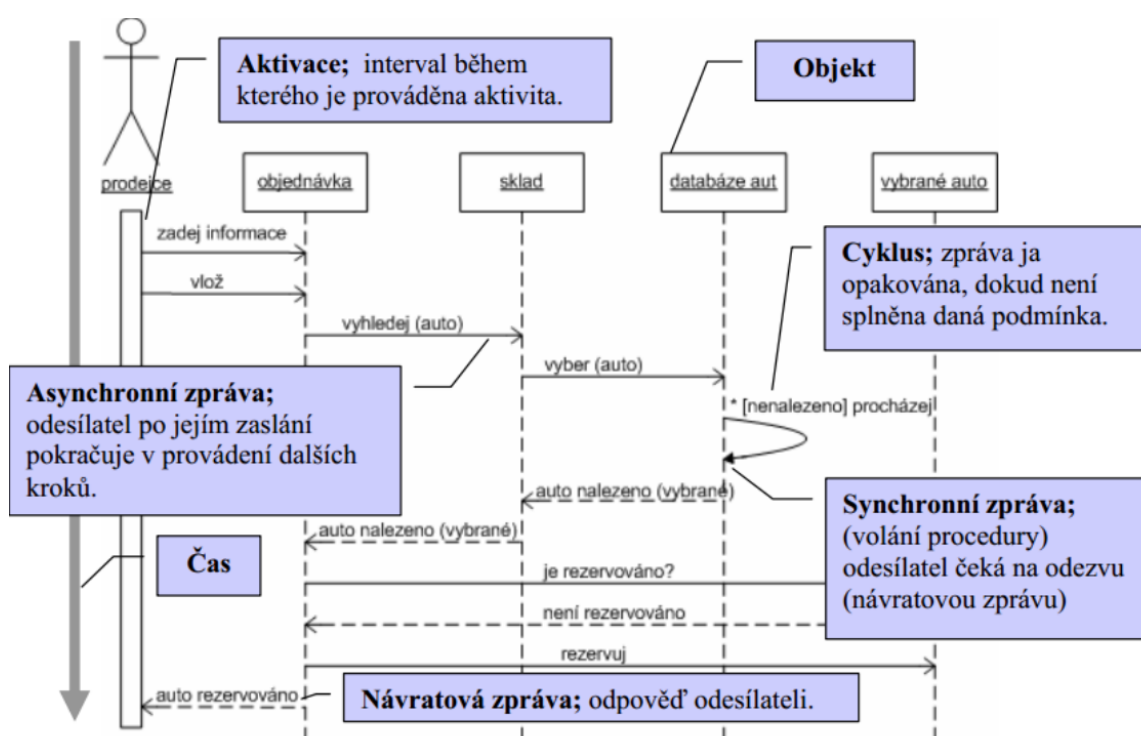 Aktivace; interval během
kterého je prováděna aktivita.
Objekt
prodejce
objednávka
sklad
databáze aut
vybrané auto
zadej informace
vlož
Cyklus; zpráva ja
opakována, dokud není
splněna daná podmínka.
vyhledej (auto)
vyber (auto)
Asynchronní zpráva;
odesílatel po jejím zaslání
pokračuje v provádění dalších
kroků.
* [nenalezeno] procházej
auto nalezeno (vybrané)
Synchronní zpráva;
(volání procedury)
odesílatel čeká na odezvu
(návratovou zprávu)
auto nalezeno (vybrané)
Čas
je rezervováno?
není rezervováno
rezervuj
auto rezervováno
Návratová zpráva; odpověď odesílateli.